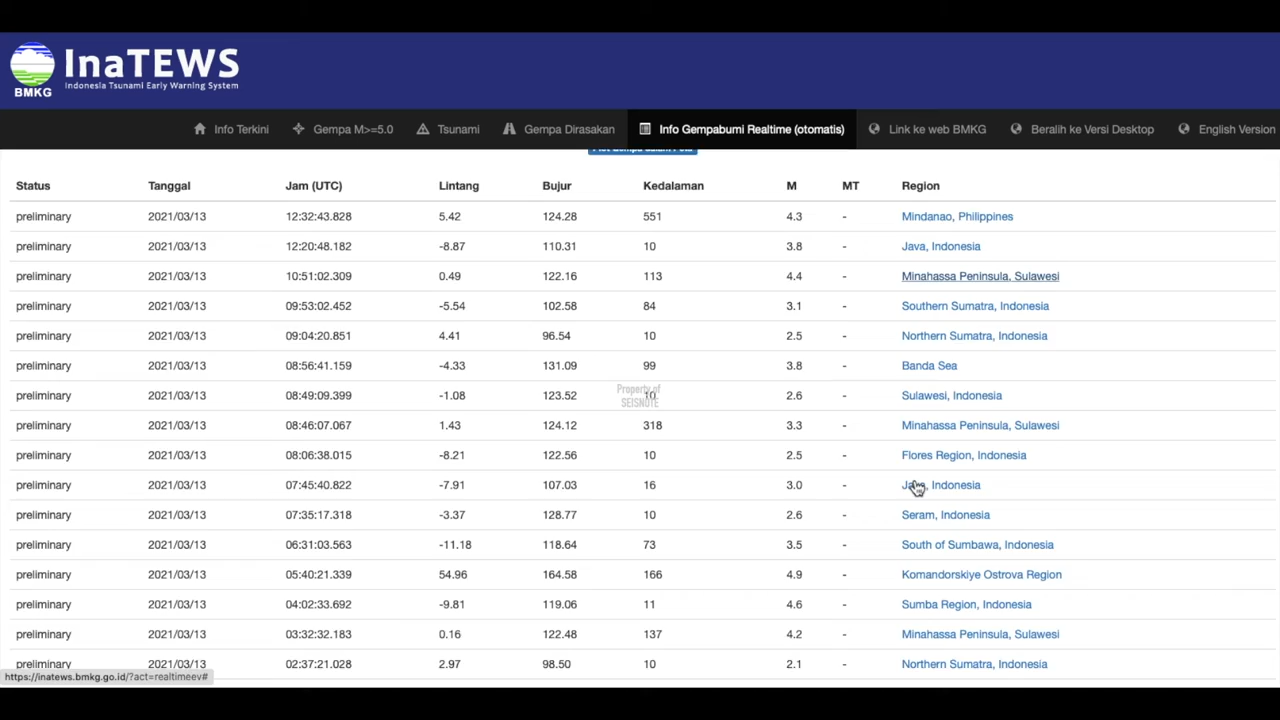 InaTEWS
Indonesia Tsunami Early Warning System
BMKG
Info Terkini Gempa M>=5.0 Tsunami Gempa Dirasakan Info Gempabumi Realtime (otomatis) Link ke web BMKG Beralih ke Versi Desktop English Version
Status Tanggal Jam (UTC) Lintang Bujur Kedalaman M MT Region
preliminary 2021/03/13 12:32:43.828 5.42 124.28 551 4.3 - Mindanao, Philippines
preliminary 2021/03/13 12:20:48.182 -8.87 110.31 10 3.8 - Java, Indonesia
preliminary 2021/03/13 10:51:02.309 0.49 122.16 113 4.4 - Minahassa Peninsula, Sulawesi
preliminary 2021/03/13 09:53:02.452 -5.54 102.58 84 3.1 - Southern Sumatra, Indonesia
preliminary 2021/03/13 09:04:20.851 4.41 96.54 10 2.5 - Northern Sumatra, Indonesia
preliminary 2021/03/13 08:56:41.159 -4.33 131.09 99 3.8 - Banda Sea
Property of
SEISNOTE
preliminary 2021/03/13 08:49:09.399 -1.08 123.52 10 2.6 - Sulawesi, Indonesia
preliminary 2021/03/13 08:46:07.067 1.43 124.12 318 3.3 - Minahassa Peninsula, Sulawesi
preliminary 2021/03/13 08:06:38.015 -8.21 122.56 10 2.5 - Flores Region, Indonesia
preliminary 2021/03/13 07:45:40.822 -7.91 107.03 16 3.0 - Indonesia
preliminary 2021/03/13 07:35:17.318 -3.37 128.77 10 2.6 - Seram, Indonesia
preliminary 2021/03/13 06:31:03.563 -11.18 118.64 73 3.5 - South of Sumbawa, Indonesia
preliminary 2021/03/13 05:40:21.339 54.96 164.58 166 4.9 - Komandorskiye Ostrova Region
preliminary 2021/03/13 04:02:33.692 -9.81 119.06 11 4.6 - Sumba Region, Indonesia
preliminary 2021/03/13 03:32:32.183 0.16 122.48 137 4.2 - Minahassa Peninsula, Sulawesi
preliminary 2021/03/13 02:37:21.028 2.97 98.50 10 2.1 - Northern Sumatra, Indonesia
https://inatews.bmkg.go.id/?act=realtimeev#